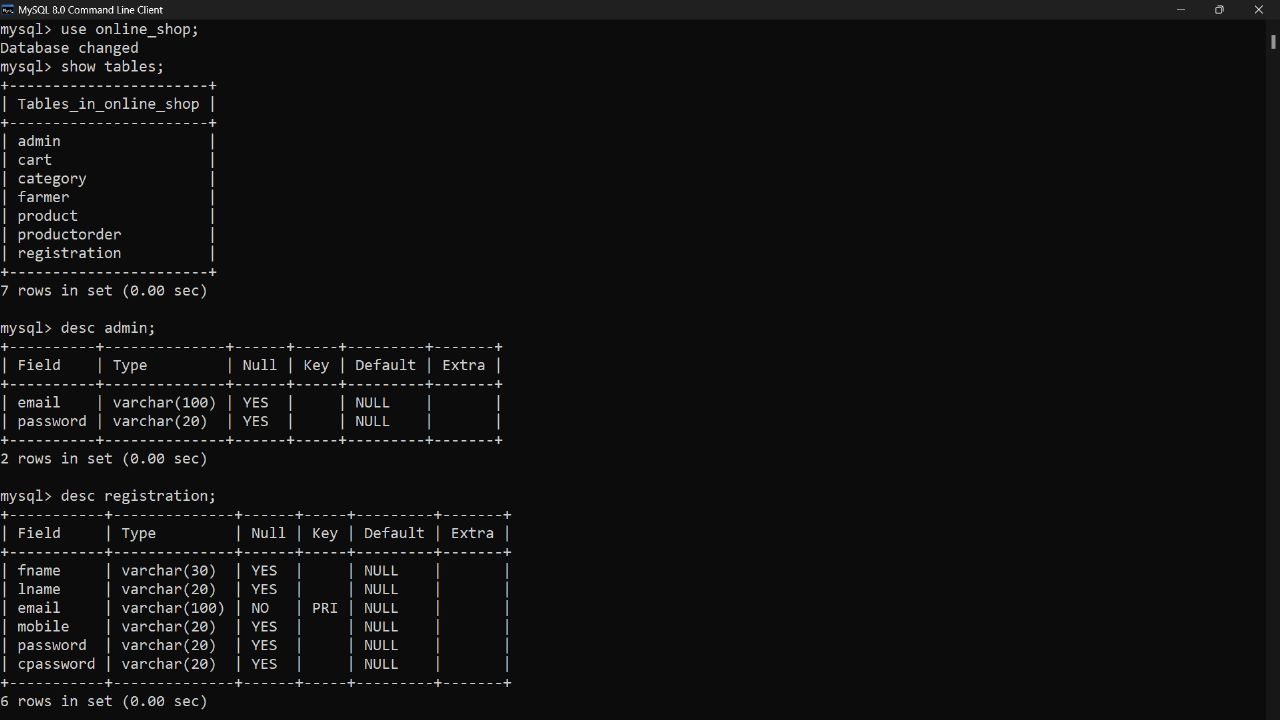 MySQL 8.0 Command Line Client
mysql> use online_shop;
Database changed
mysql> show tables;
+-----------------------+
| Tables_in_online_shop |
+-----------------------+
| admin                 |
| cart                  |
| category              |
| farmer                |
| product               |
| productorder          |
| registration          |
+-----------------------+
7 rows in set (0.00 sec)

mysql> desc admin;
+----------+--------------+------+-----+---------+-------+
| Field    | Type         | Null | Key | Default | Extra |
+----------+--------------+------+-----+---------+-------+
| email    | varchar(100) | YES  |     | NULL    |       |
| password | varchar(20)  | YES  |     | NULL    |       |
+----------+--------------+------+-----+---------+-------+
2 rows in set (0.00 sec)

mysql> desc registration;
+-----------+--------------+------+-----+---------+-------+
| Field     | Type         | Null | Key | Default | Extra |
+-----------+--------------+------+-----+---------+-------+
| fname     | varchar(30)  | YES  |     | NULL    |       |
| lname     | varchar(20)  | YES  |     | NULL    |       |
| email     | varchar(100) | NO   | PRI | NULL    |       |
| mobile    | varchar(20)  | YES  |     | NULL    |       |
| password  | varchar(20)  | YES  |     | NULL    |       |
| cpassword | varchar(20)  | YES  |     | NULL    |       |
+-----------+--------------+------+-----+---------+-------+
6 rows in set (0.00 sec)